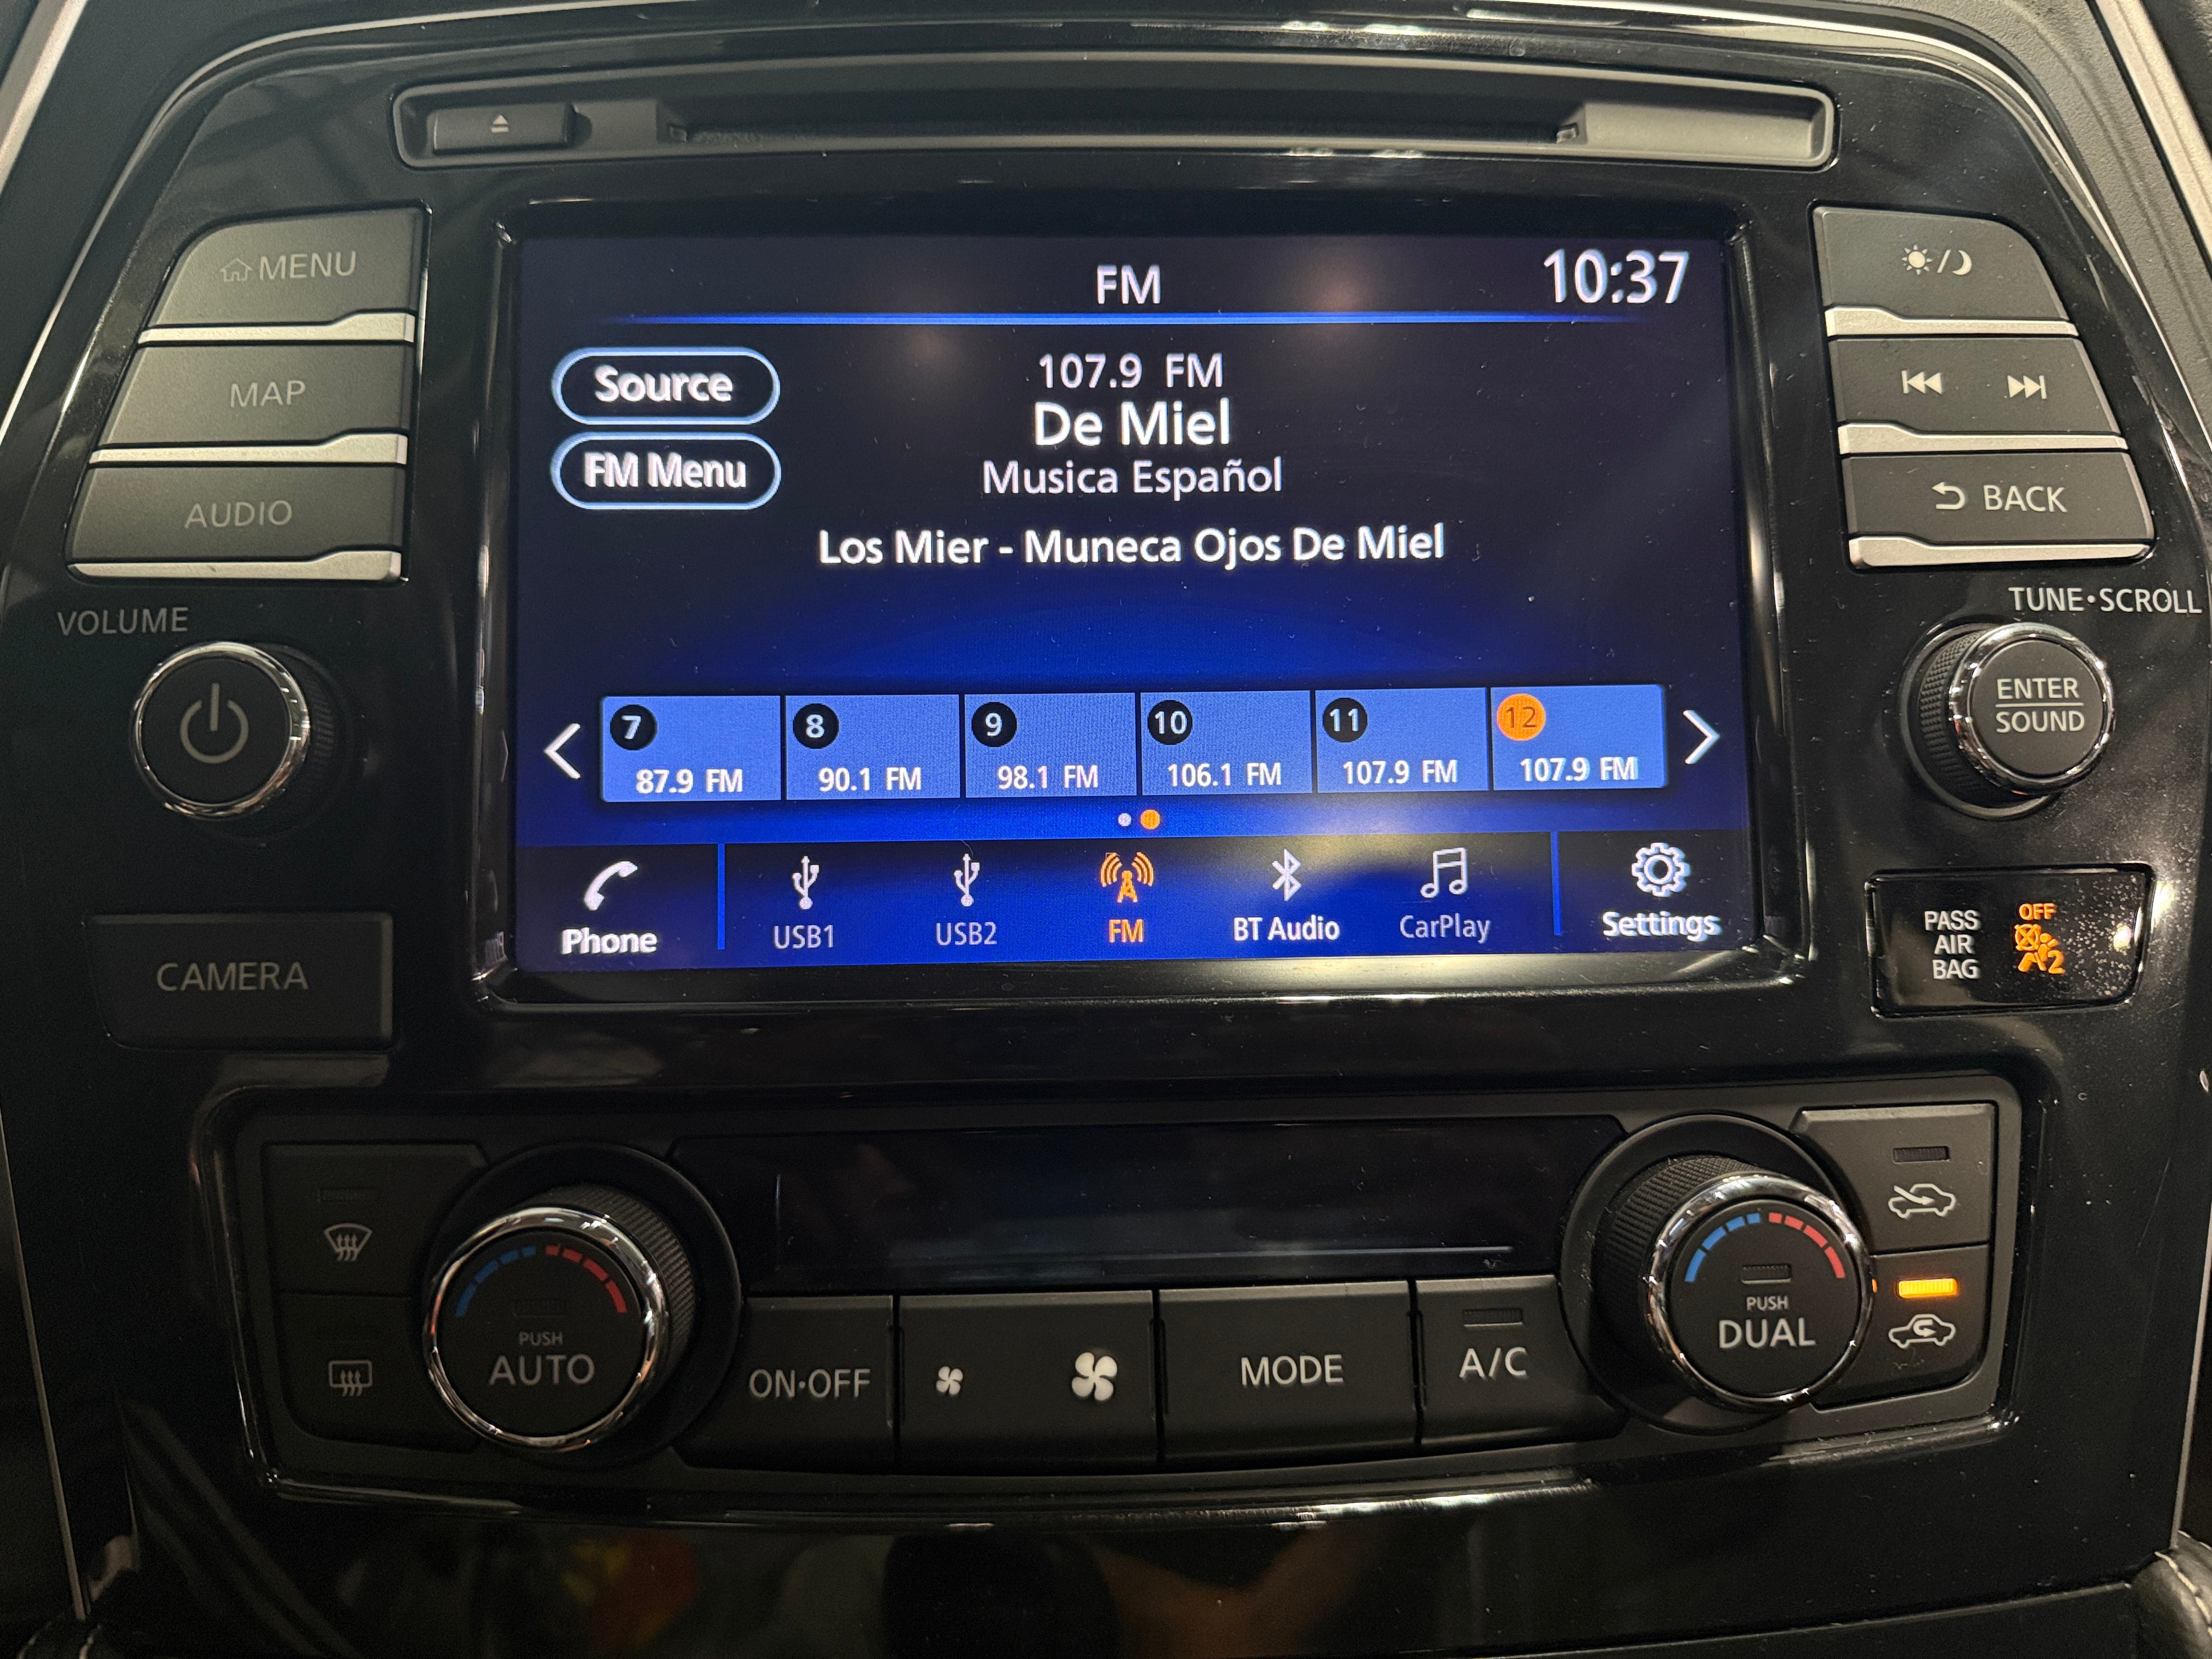 MENU
MAP
AUDIO
VOLUME
CAMERA
FM
10:37
Source
FM Menu
107.9 FM
De Miel
Musica Español
Los Mier - Muneca Ojos De Miel
7
87.9 FM
8
90.1 FM
9
98.1 FM
10
106.1 FM
11
107.9 FM
12
107.9 FM
Phone
USB1
USB2
FM
BT Audio
CarPlay
Settings
BACK
TUNE•SCROLL
ENTER
SOUND
PASS
AIR
BAG
OFF
2
PUSH
AUTO
ON•OFF
MODE
A/C
PUSH
DUAL